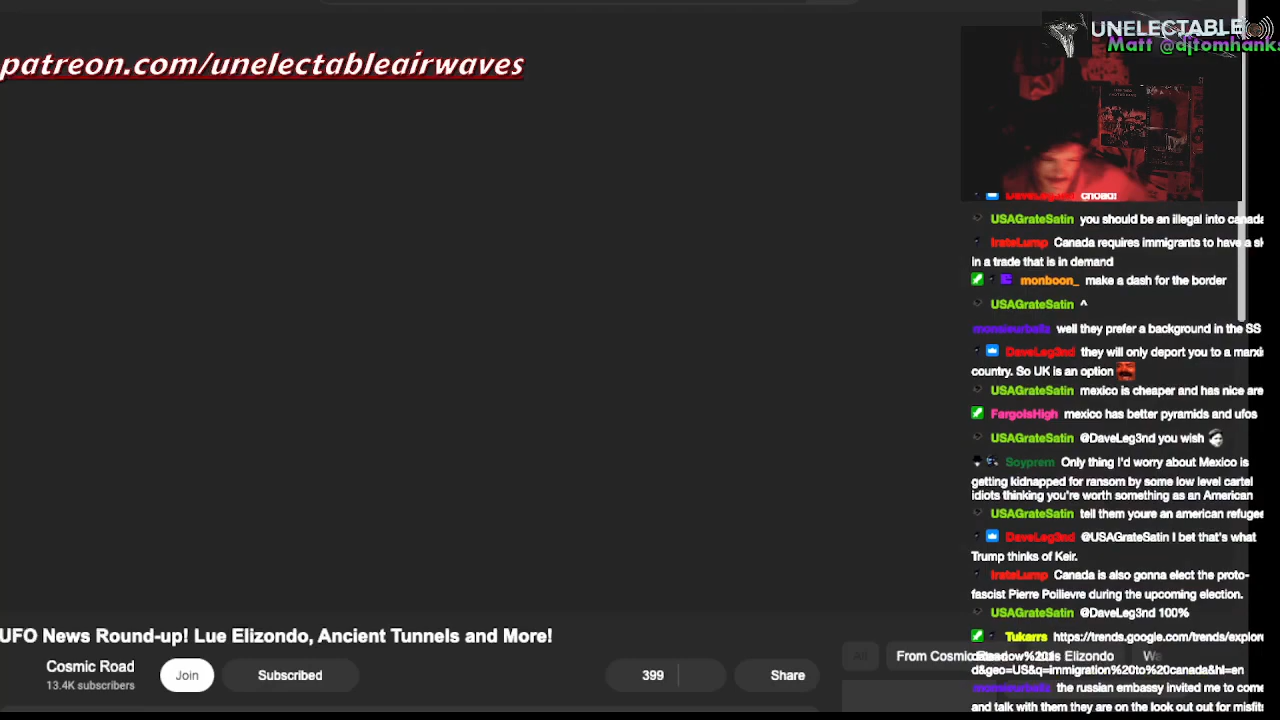 UNELECTABLE
Matt @djtomhanks
patreon.com/unelectableairwaves
DaveLeg3nd
USAGrateSatin you should be an illegal into canada
IrateLump Canada requires immigrants to have a sk
in a trade that is in demand
monboon_ make a dash for the border
USAGrateSatin ^
monsieurballz well they prefer a background in the SS
DaveLeg3nd they will only deport you to a marxi
country. So UK is an option
USAGrateSatin mexico is cheaper and has nice are
FargoIsHigh mexico has better pyramids and ufos
USAGrateSatin @DaveLeg3nd you wish
Soyprem Only thing I'd worry about Mexico is
getting kidnapped for ransom by some low level cartel
idiots thinking you're worth something as an American
USAGrateSatin tell them youre an american refugee
DaveLeg3nd @USAGrateSatin I bet that's what
Trump thinks of Keir.
IrateLump Canada is also gonna elect the proto-
fascist Pierre Poilievre during the upcoming election.
USAGrateSatin @DaveLeg3nd 100%
Tukarrs https://trends.google.com/trends/explore
d&geo=US&q=immigration%20to%20canada&hl=en
monsieurballz the russian embassy invited me to come
and talk with them they are on the look out out for misfits
UFO News Round-up! Lue Elizondo, Ancient Tunnels and More!
Cosmic Road
13.4K subscribers
Join
Subscribed
399
Share
All
From Cosmic Road
Luis Elizondo
Wa